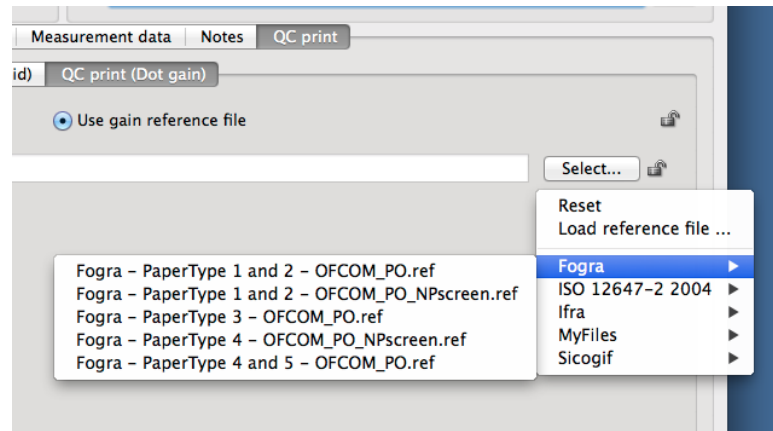 Measurement data Notes QC print
id) QC print (Dot gain)
Use gain reference file
Select...
Reset
Load reference file ...
Fogra
ISO 12647-2 2004
Ifra
MyFiles
Sicogif
Fogra – PaperType 1 and 2 – OFCOM_PO.ref
Fogra – PaperType 1 and 2 – OFCOM_PO_NPscreen.ref
Fogra – PaperType 3 – OFCOM_PO.ref
Fogra – PaperType 4 – OFCOM_PO_NPscreen.ref
Fogra – PaperType 4 and 5 – OFCOM_PO.ref